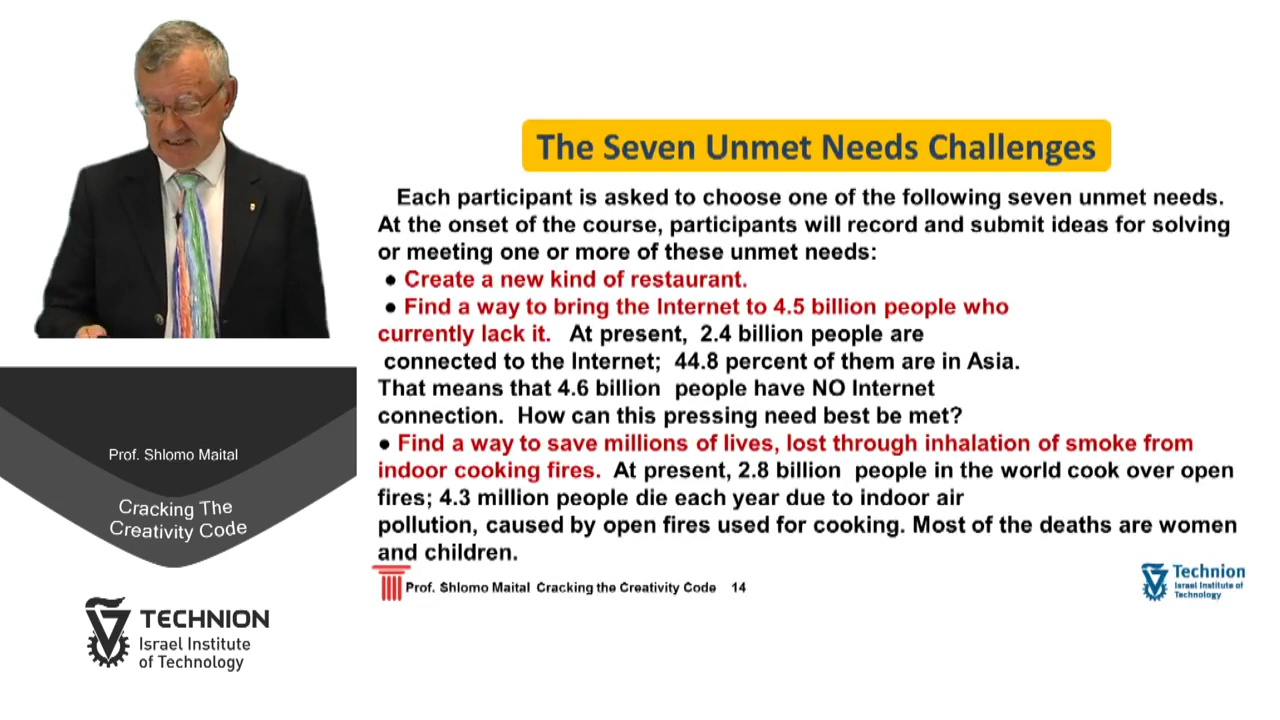 The Seven Unmet Needs Challenges
Each participant is asked to choose one of the following seven unmet needs.
At the onset of the course, participants will record and submit ideas for solving
or meeting one or more of these unmet needs:
● Create a new kind of restaurant.
● Find a way to bring the Internet to 4.5 billion people who
currently lack it. At present, 2.4 billion people are
connected to the Internet; 44.8 percent of them are in Asia.
That means that 4.6 billion people have NO Internet
connection. How can this pressing need best be met?
● Find a way to save millions of lives, lost through inhalation of smoke from
indoor cooking fires. At present, 2.8 billion people in the world cook over open
fires; 4.3 million people die each year due to indoor air
pollution, caused by open fires used for cooking. Most of the deaths are women
and children.
Prof. Shlomo Maital Cracking the Creativity Code 14
Technion
Israel Institute of
Technology
Prof. Shlomo Maital
Cracking The
Creativity Code
TECHNION
Israel Institute
of Technology